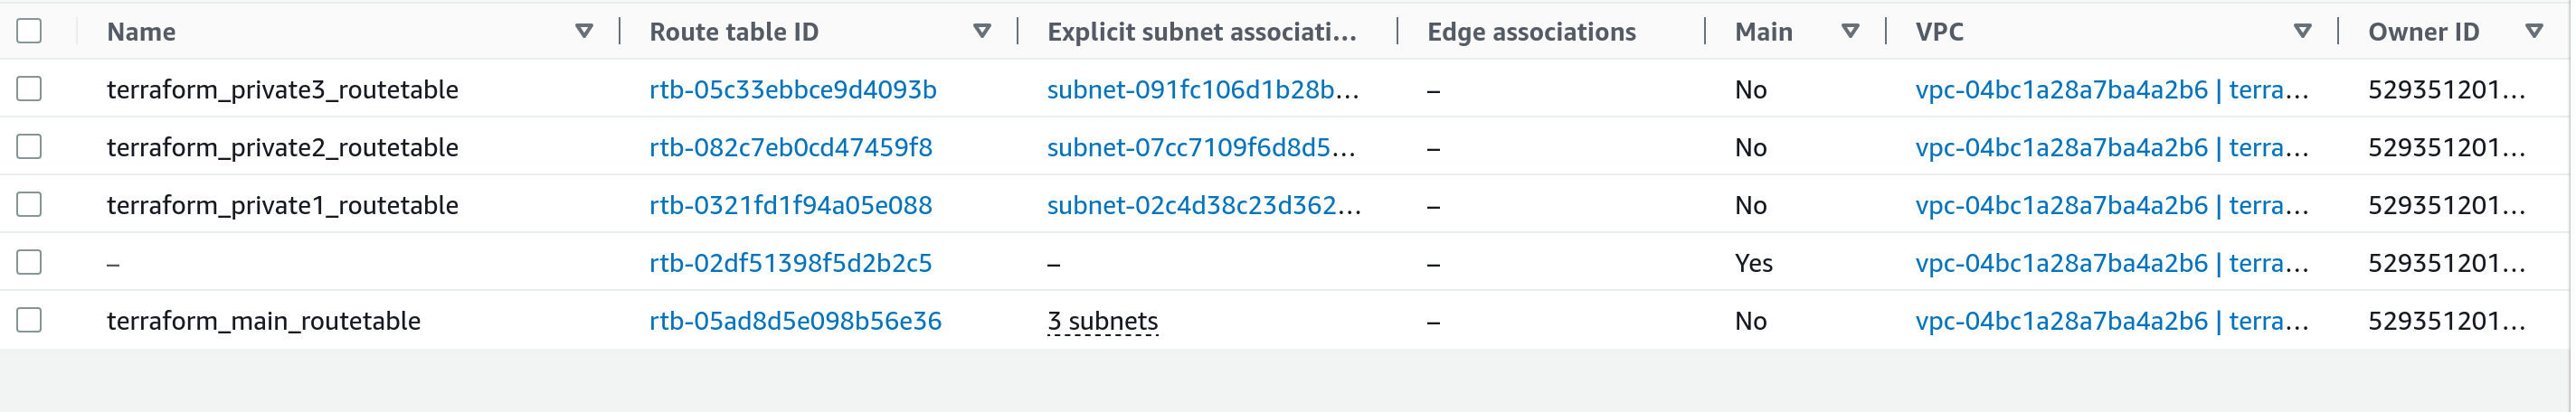 Name Route table ID Explicit subnet associati... Edge associations Main VPC Owner ID
terraform_private3_routetable rtb-05c33ebbce9d4093b subnet-091fc106d1b28b... – No vpc-04bc1a28a7ba4a2b6 | terra... 529351201...
terraform_private2_routetable rtb-082c7eb0cd47459f8 subnet-07cc7109f6d8d5... – No vpc-04bc1a28a7ba4a2b6 | terra... 529351201...
terraform_private1_routetable rtb-0321fd1f94a05e088 subnet-02c4d38c23d362... – No vpc-04bc1a28a7ba4a2b6 | terra... 529351201...
– rtb-02df51398f5d2b2c5 – – Yes vpc-04bc1a28a7ba4a2b6 | terra... 529351201...
terraform_main_routetable rtb-05ad8d5e098b56e36 3 subnets – No vpc-04bc1a28a7ba4a2b6 | terra... 529351201...